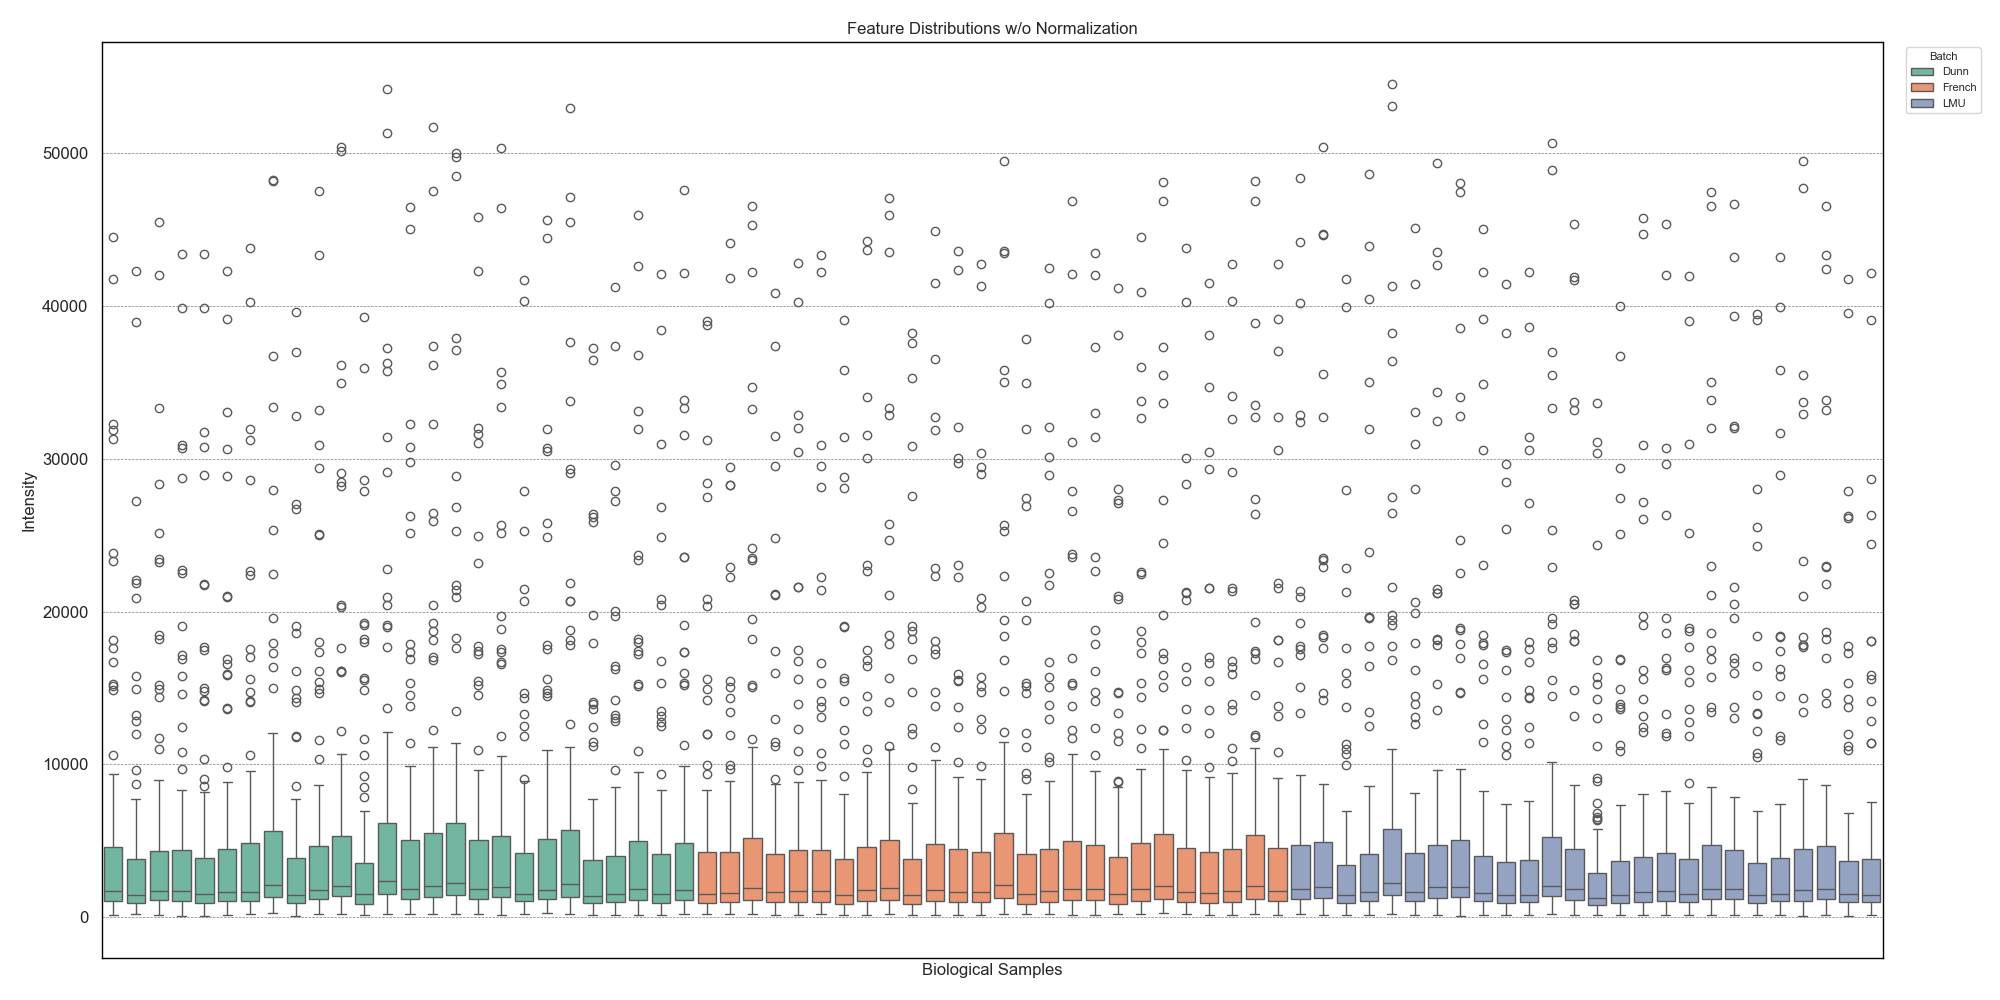 Feature Distributions w/o Normalization
Batch
Dunn
French
LMU
50000
40000
30000
20000
10000
0
Intensity
Biological Samples